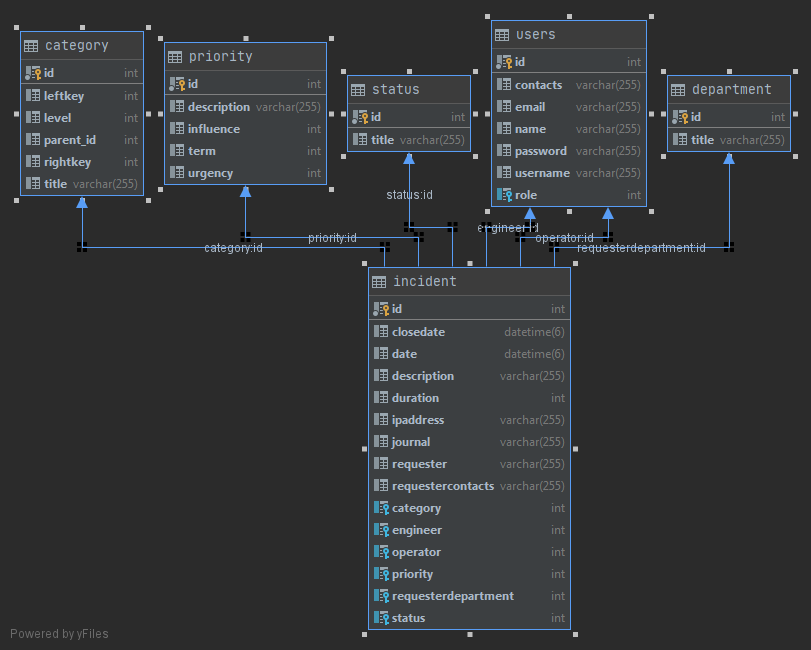 category
id int
leftkey int
level int
parent_id int
rightkey int
title varchar(255)
priority
id int
description varchar(255)
influence int
term int
urgency int
status
id int
title varchar(255)
users
id int
contacts varchar(255)
email varchar(255)
name varchar(255)
password varchar(255)
username varchar(255)
role int
department
id int
title varchar(255)
status:id
engineer:id
priority:id
operator:id
category:id
requesterdepartment:id
incident
id int
closedate datetime(6)
date datetime(6)
description varchar(255)
duration int
ipaddress varchar(255)
journal varchar(255)
requester varchar(255)
requestercontacts varchar(255)
category int
engineer int
operator int
priority int
requesterdepartment int
status int
Powered by yFiles